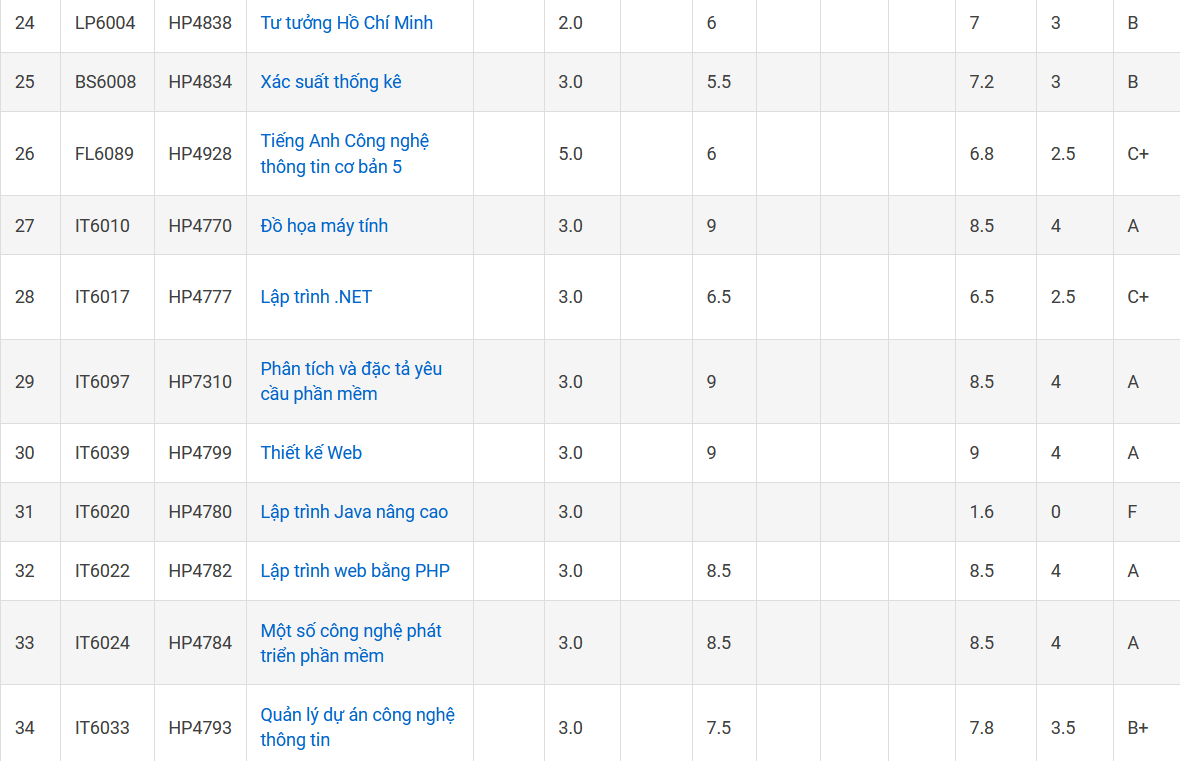 24 LP6004 HP4838 Tư tưởng Hồ Chí Minh 2.0 6 7 3 B
25 BS6008 HP4834 Xác suất thống kê 3.0 5.5 7.2 3 B
26 FL6089 HP4928 Tiếng Anh Công nghệ
thông tin cơ bản 5 5.0 6 6.8 2.5 C+
27 IT6010 HP4770 Đồ họa máy tính 3.0 9 8.5 4 A
28 IT6017 HP4777 Lập trình .NET 3.0 6.5 6.5 2.5 C+
29 IT6097 HP7310 Phân tích và đặc tả yêu
cầu phần mềm 3.0 9 8.5 4 A
30 IT6039 HP4799 Thiết kế Web 3.0 9 9 4 A
31 IT6020 HP4780 Lập trình Java nâng cao 3.0 1.6 0 F
32 IT6022 HP4782 Lập trình web bằng PHP 3.0 8.5 8.5 4 A
33 IT6024 HP4784 Một số công nghệ phát
triển phần mềm 3.0 8.5 8.5 4 A
34 IT6033 HP4793 Quản lý dự án công nghệ
thông tin 3.0 7.5 7.8 3.5 B+